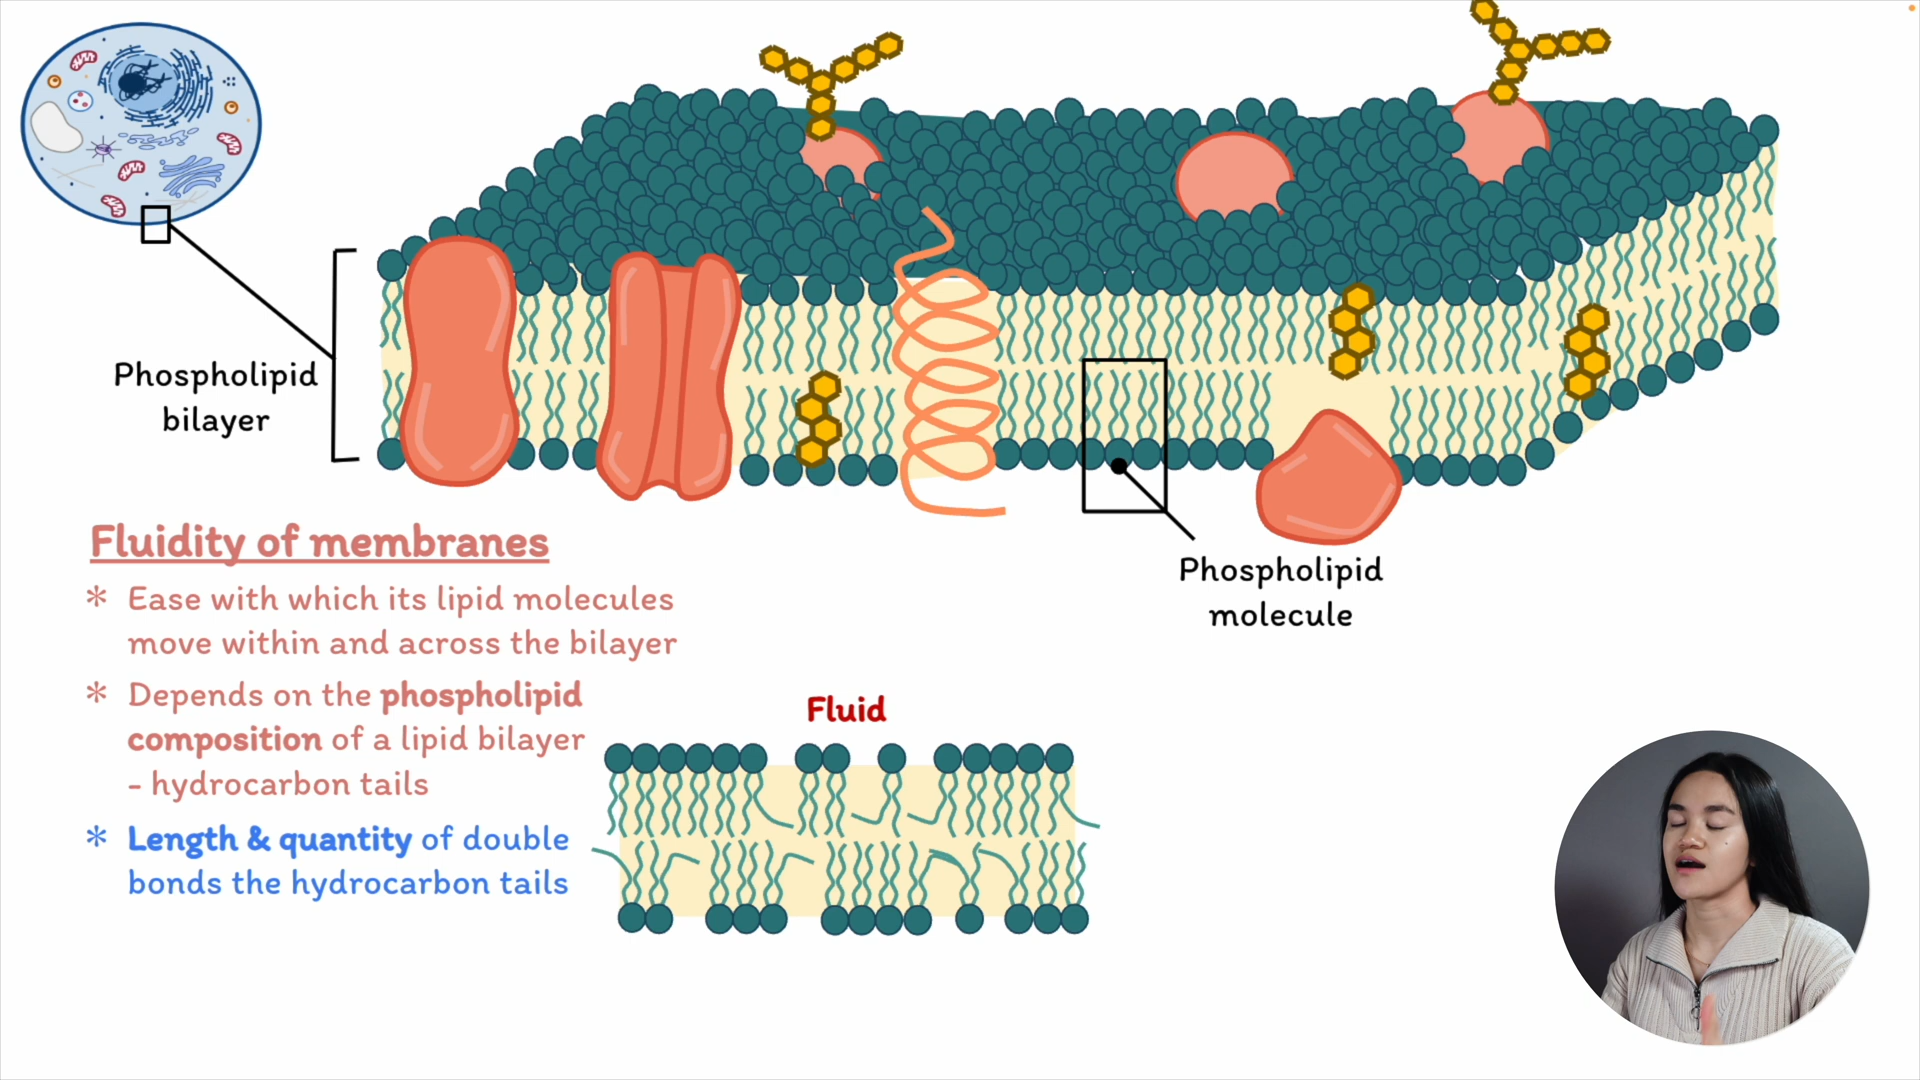 Phospholipid
bilayer
Phospholipid
molecule
Fluidity of membranes
* Ease with which its lipid molecules
move within and across the bilayer
* Depends on the phospholipid
composition of a lipid bilayer
- hydrocarbon tails
* Length & quantity of double
bonds the hydrocarbon tails
Fluid